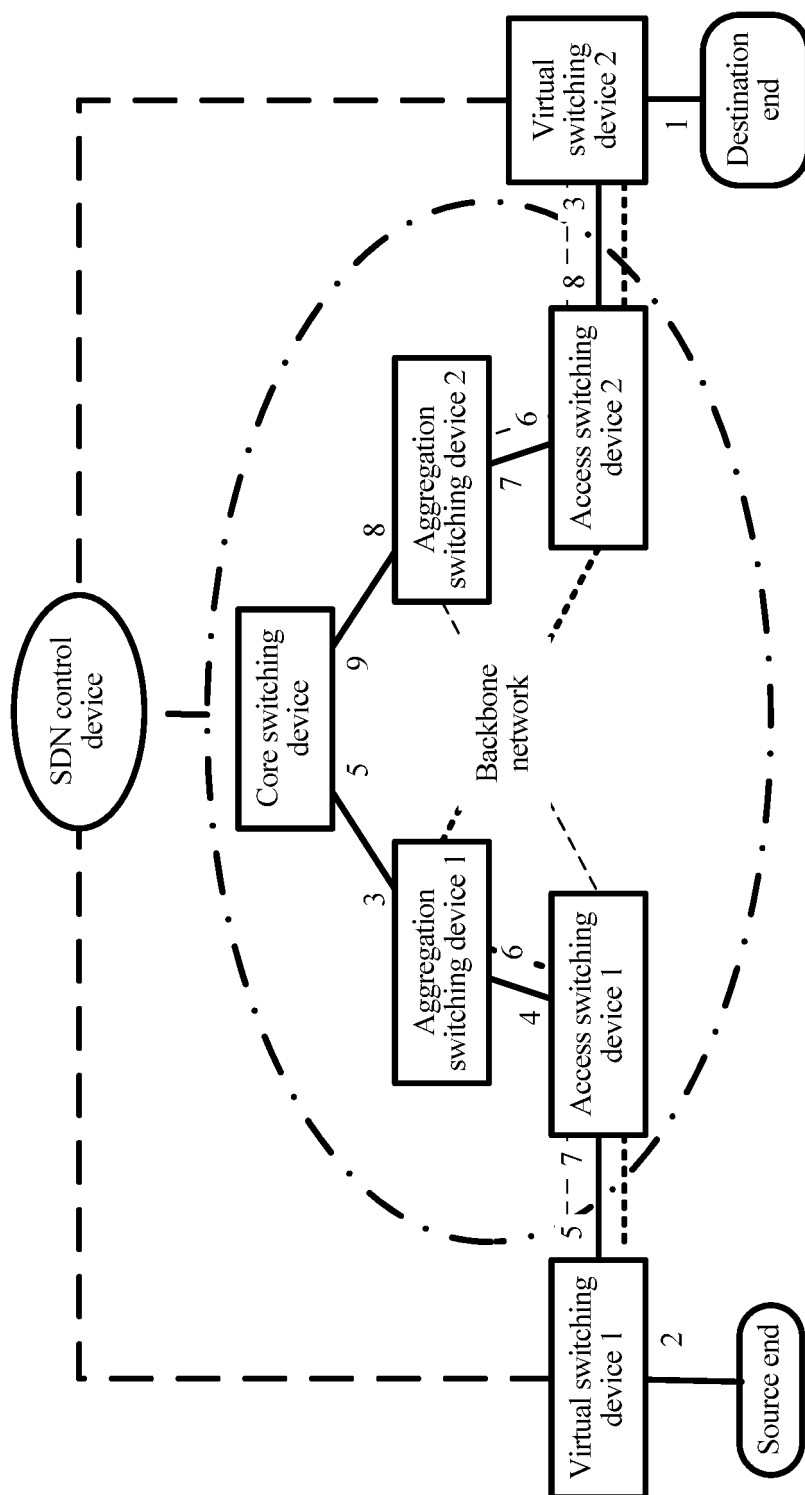 SDN control
device
Core switching
device
5
9
3
8
Aggregation
switching device 1
Aggregation
switching device 2
4
6
7
6
Backbone
network
Virtual switching
device 1
5
7
Access switching
device 1
Access switching
device 2
8
3
Virtual
switching
device 2
2
1
Source end
Destination
end